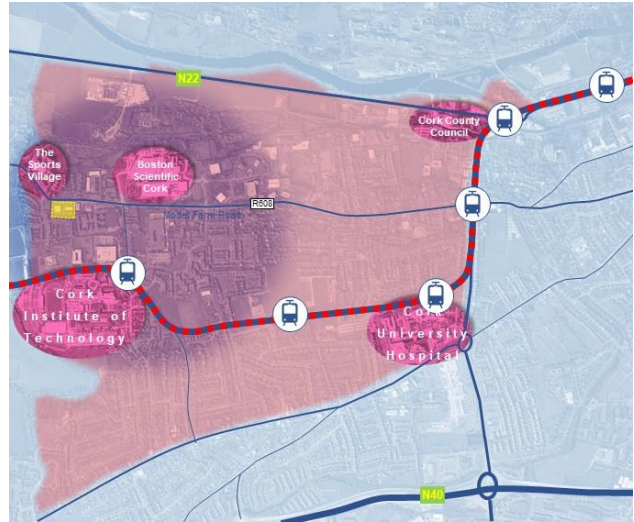 N22
Cork County
Council
The
Sports
Village
Boston
Scientific
Cork
R608
Model Farm Road
Cork
Institute of
Technology
Cork
University
Hospital
N40